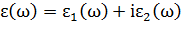 ε(ω) = ε₁(ω) + iε₂(ω)